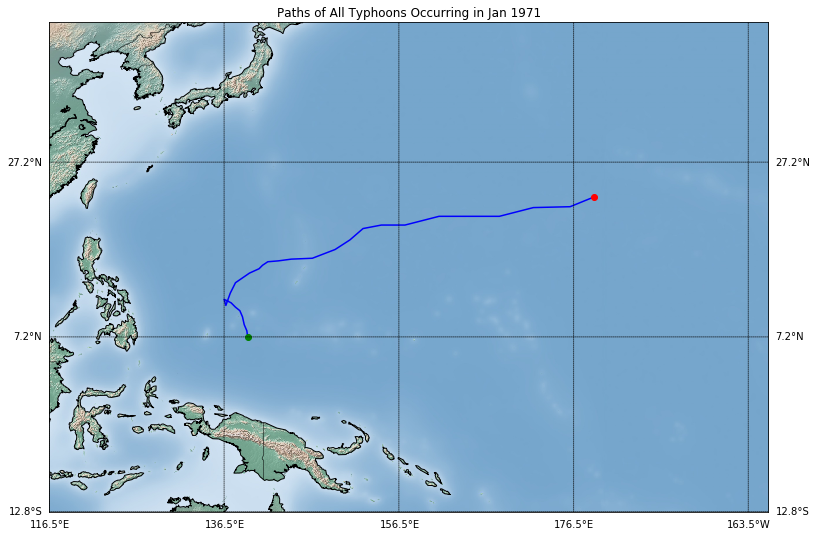 Paths of All Typhoons Occurring in Jan 1971
27.2°N 27.2°N
7.2°N 7.2°N
12.8°S 12.8°S
116.5°E 136.5°E 156.5°E 176.5°E 163.5°W